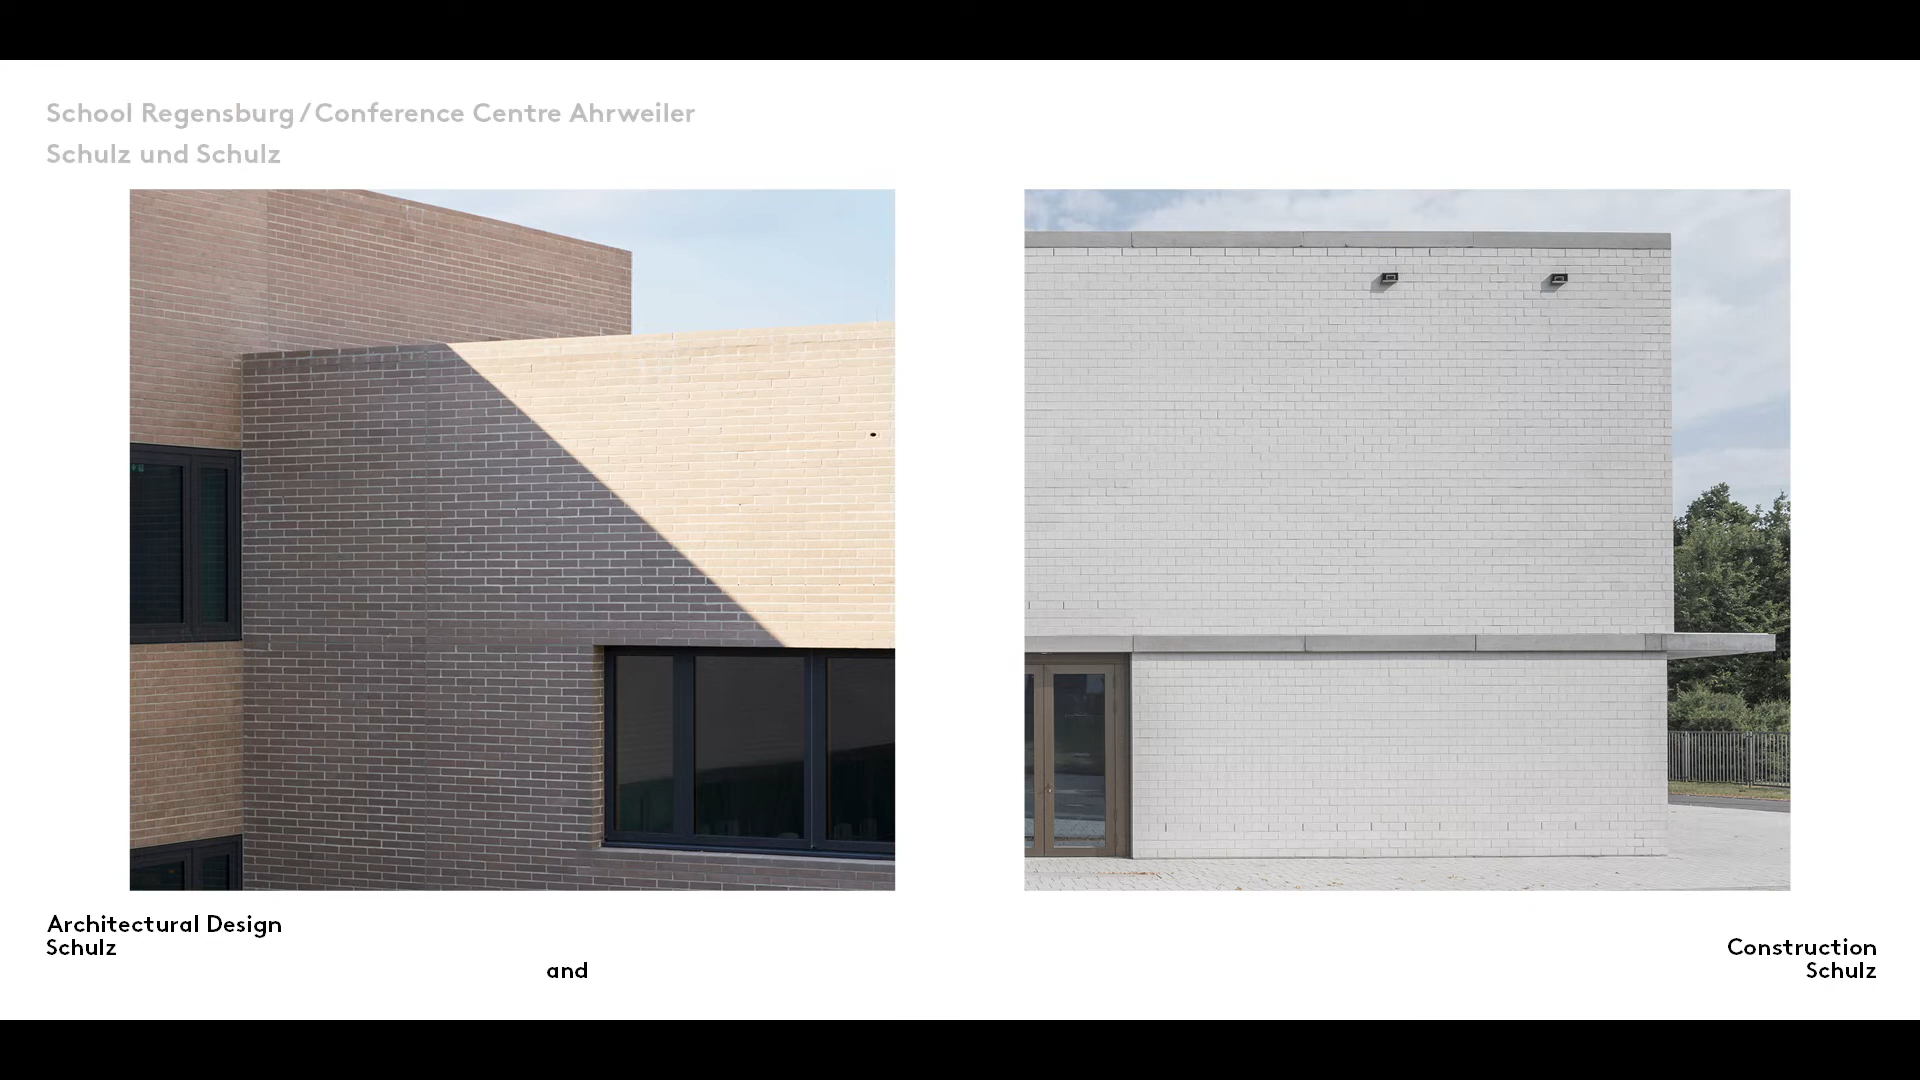 School Regensburg / Conference Centre Ahrweiler
Schulz und Schulz
Architectural Design
Schulz
and
Construction
Schulz